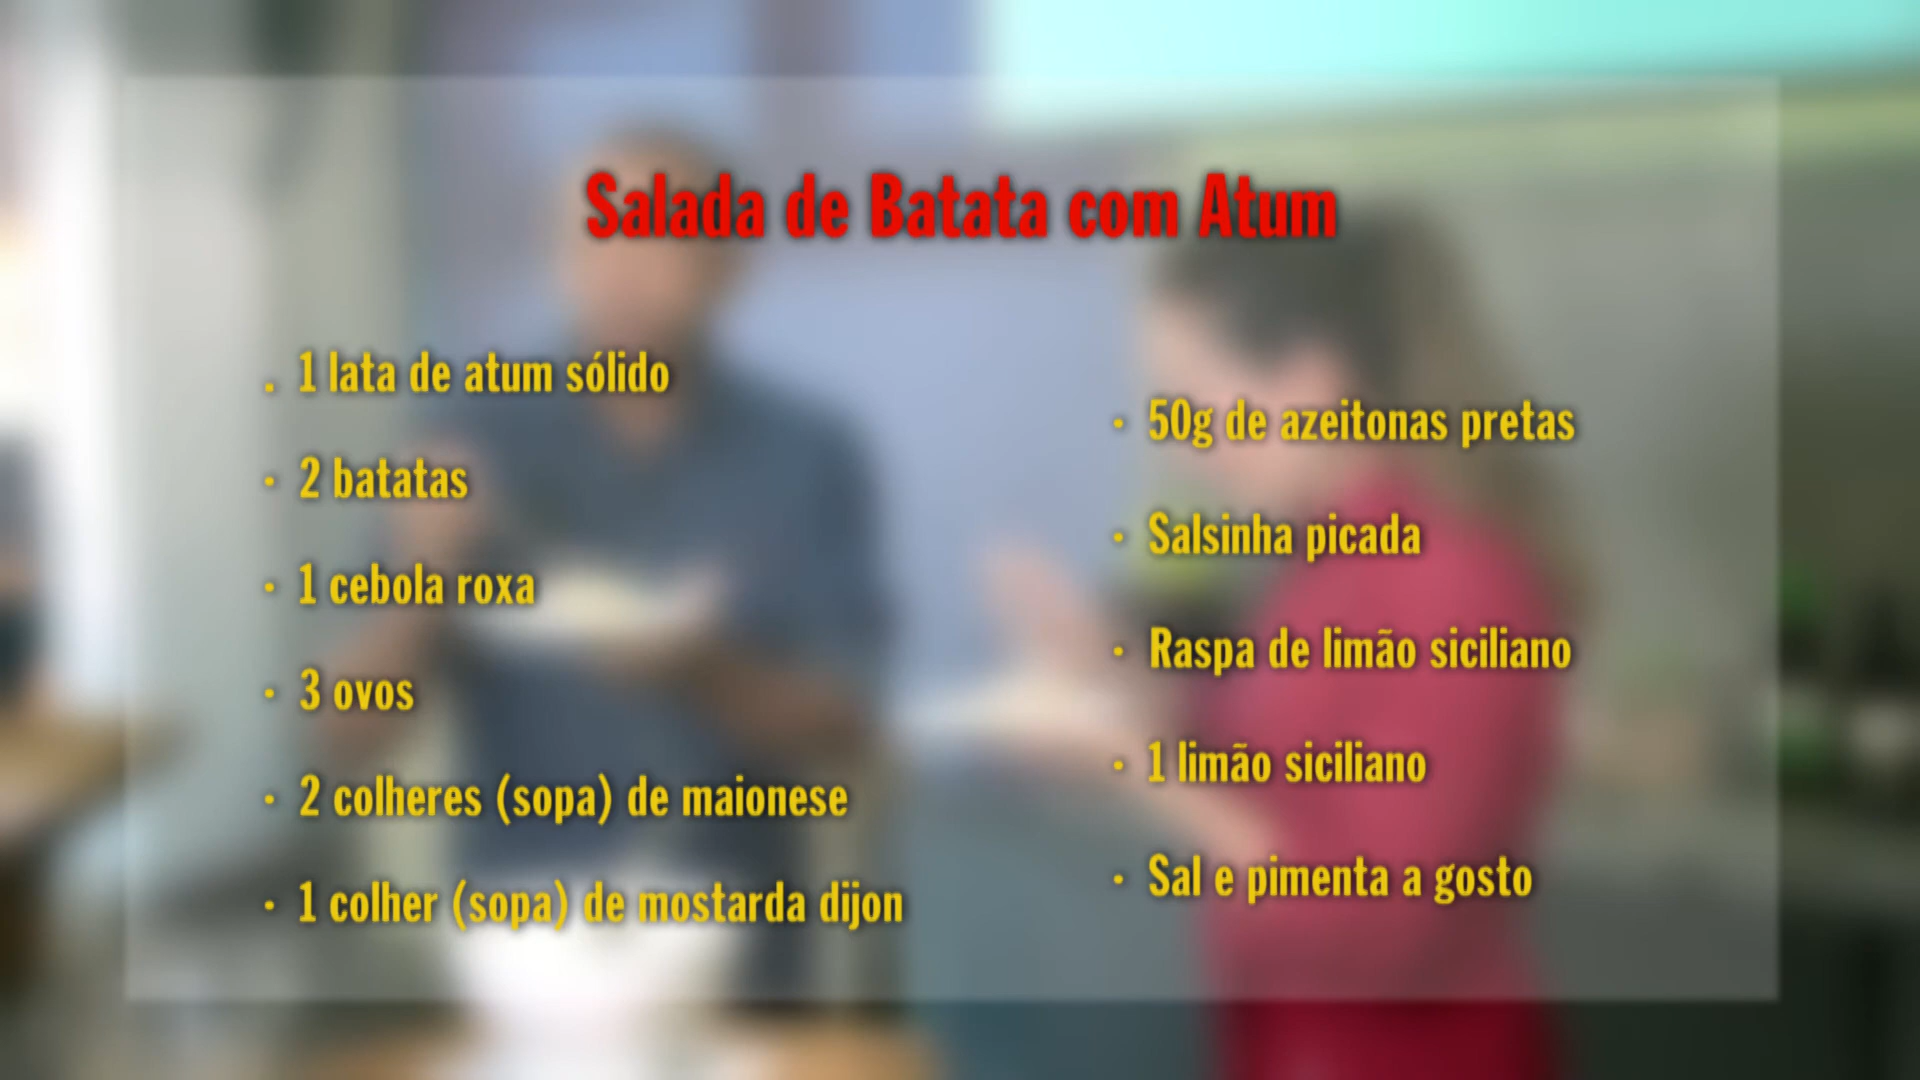 Salada de Batata com Atum
. 1 lata de atum sólido
· 2 batatas
· 1 cebola roxa
· 3 ovos
· 2 colheres (sopa) de maionese
· 1 colher (sopa) de mostarda dijon
· 50g de azeitonas pretas
· Salsinha picada
· Raspa de limão siciliano
· 1 limão siciliano
· Sal e pimenta a gosto